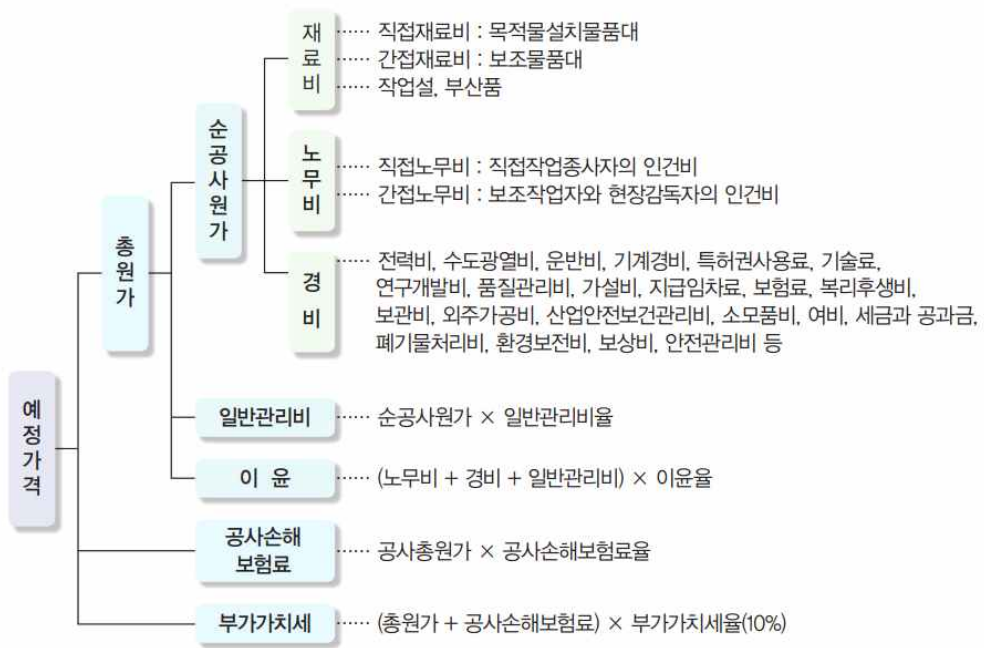 예정가격
총원가
순공사원가
재료비
직접재료비 : 목적물설치물품대
간접재료비 : 보조물품대
작업설, 부산품
노무비
직접노무비 : 직접작업종사자의 인건비
간접노무비 : 보조작업자와 현장감독자의 인건비
경비
전력비, 수도광열비, 운반비, 기계경비, 특허권사용료, 기술료,
연구개발비, 품질관리비, 가설비, 지급임차료, 보험료, 복리후생비,
보관비, 외주가공비, 산업안전보건관리비, 소모품비, 여비, 세금과 공과금,
폐기물처리비, 환경보전비, 보상비, 안전관리비 등
일반관리비
순공사원가 × 일반관리비율
이 윤
(노무비 + 경비 + 일반관리비) × 이윤율
공사손해
보험료
공사총원가 × 공사손해보험료율
부가가치세
(총원가 + 공사손해보험료) × 부가가치세율(10%)